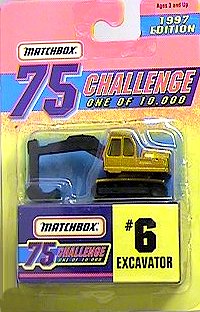 Ages 3 and Up
1997
EDITION
MATCHBOX
75 CHALLENGE
ONE OF 10,000
MATCHBOX
75 CHALLENGE
ONE OF 10,000
#6
EXCAVATOR